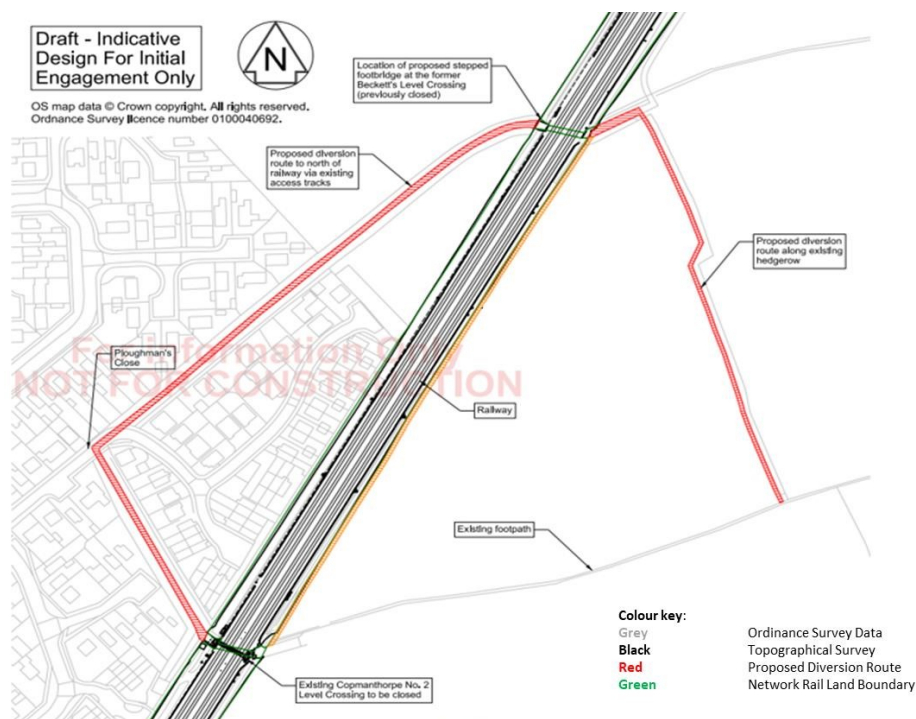 Draft - Indicative
Design For Initial
Engagement Only
N
OS map data © Crown copyright. All rights reserved.
Ordnance Survey licence number 0100040692.
Location of proposed stepped
footbridge at the former
Beckett's Level Crossing
(previously closed)
Proposed diversion
route to north of
railway via existing
access tracks
Proposed diversion
route along existing
hedgerow
Ploughman's
Close
For information Only
NOT FOR CONSTRUCTION
Railway
Existing footpath
Existing Copmanthorpe No. 2
Level Crossing to be closed
Colour key:
Grey Ordinance Survey Data
Black Topographical Survey
Red Proposed Diversion Route
Green Network Rail Land Boundary